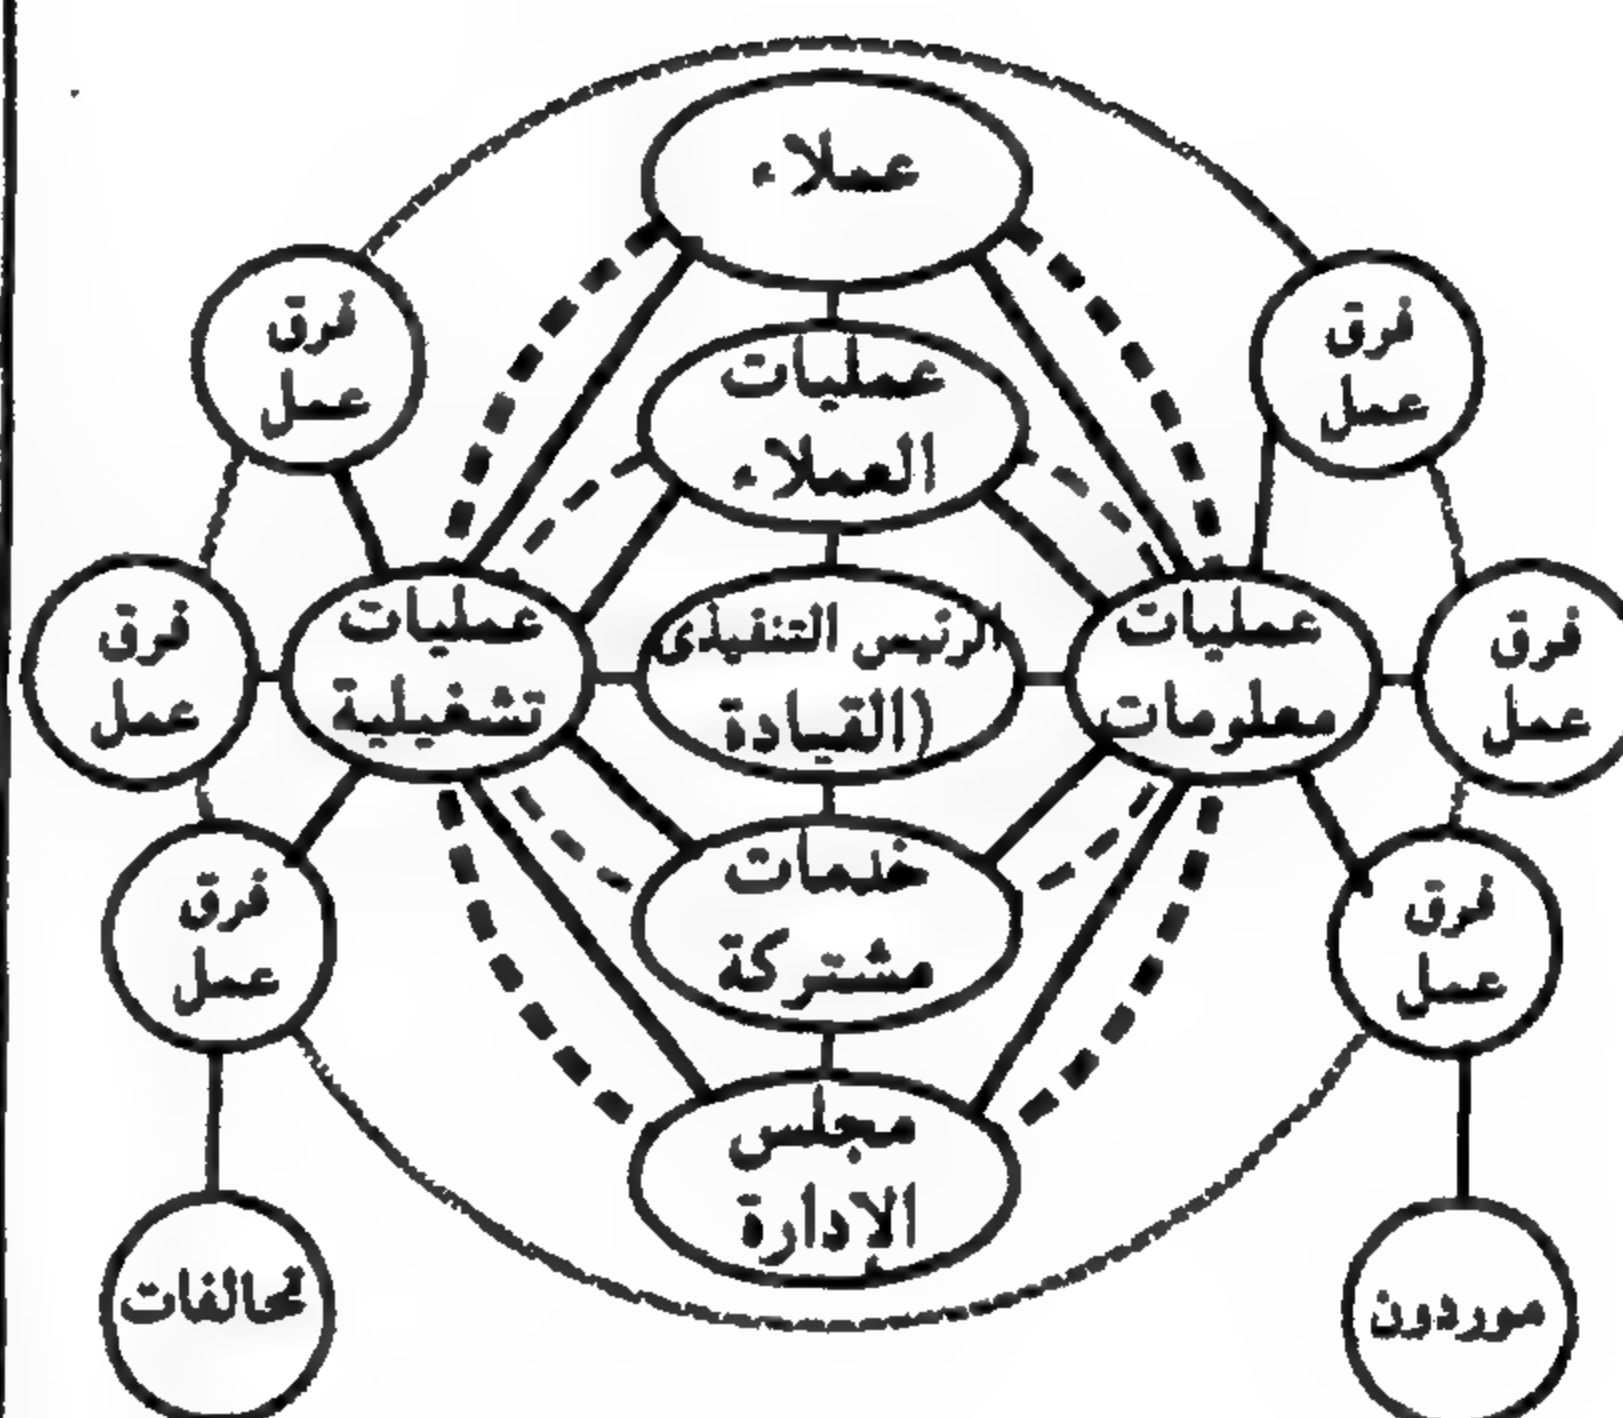 عملاء
فرق
عمل
فرق
عمل
عمليات
العملاء
فرق
عمل
عمليات
معلومات
الرئيس التنفيذى
(القيادة
عمليات
تشغيلية
فرق
عمل
فرق
عمل
خدمات
مشتركة
فرق
عمل
مجلس
الإدارة
موردون
تحالفات